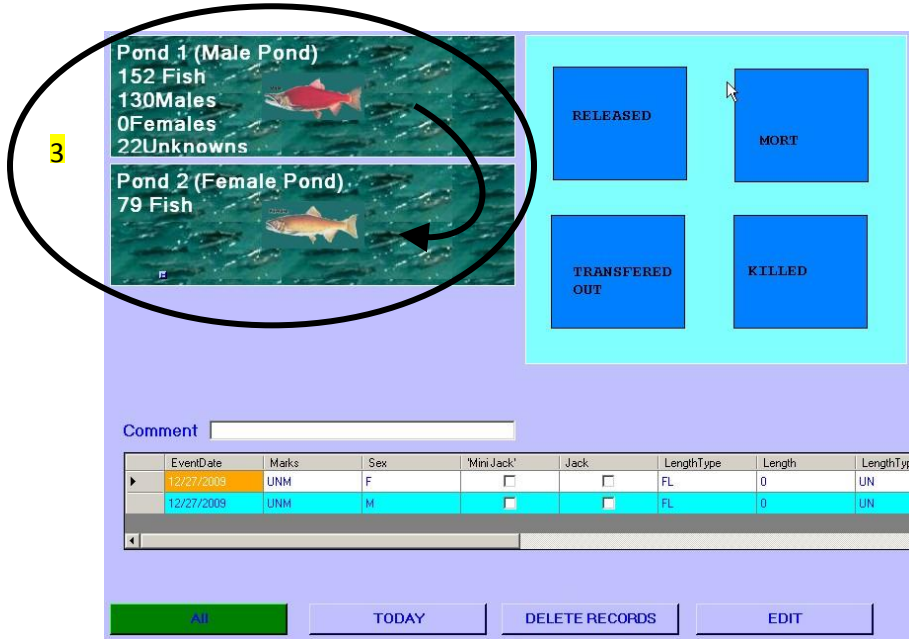 Pond 1 (Male Pond)
152 Fish
130Males
0Females
22Unknowns
3
Pond 2 (Female Pond)
79 Fish
RELEASED
MORT
TRANSFERED
OUT
KILLED
Comment
EventDate Marks Sex 'Mini Jack' Jack LengthType Length LengthTyp
12/27/2009 UNM F FL 0 UN
12/27/2009 UNM M FL 0 UN
All TODAY DELETE RECORDS EDIT